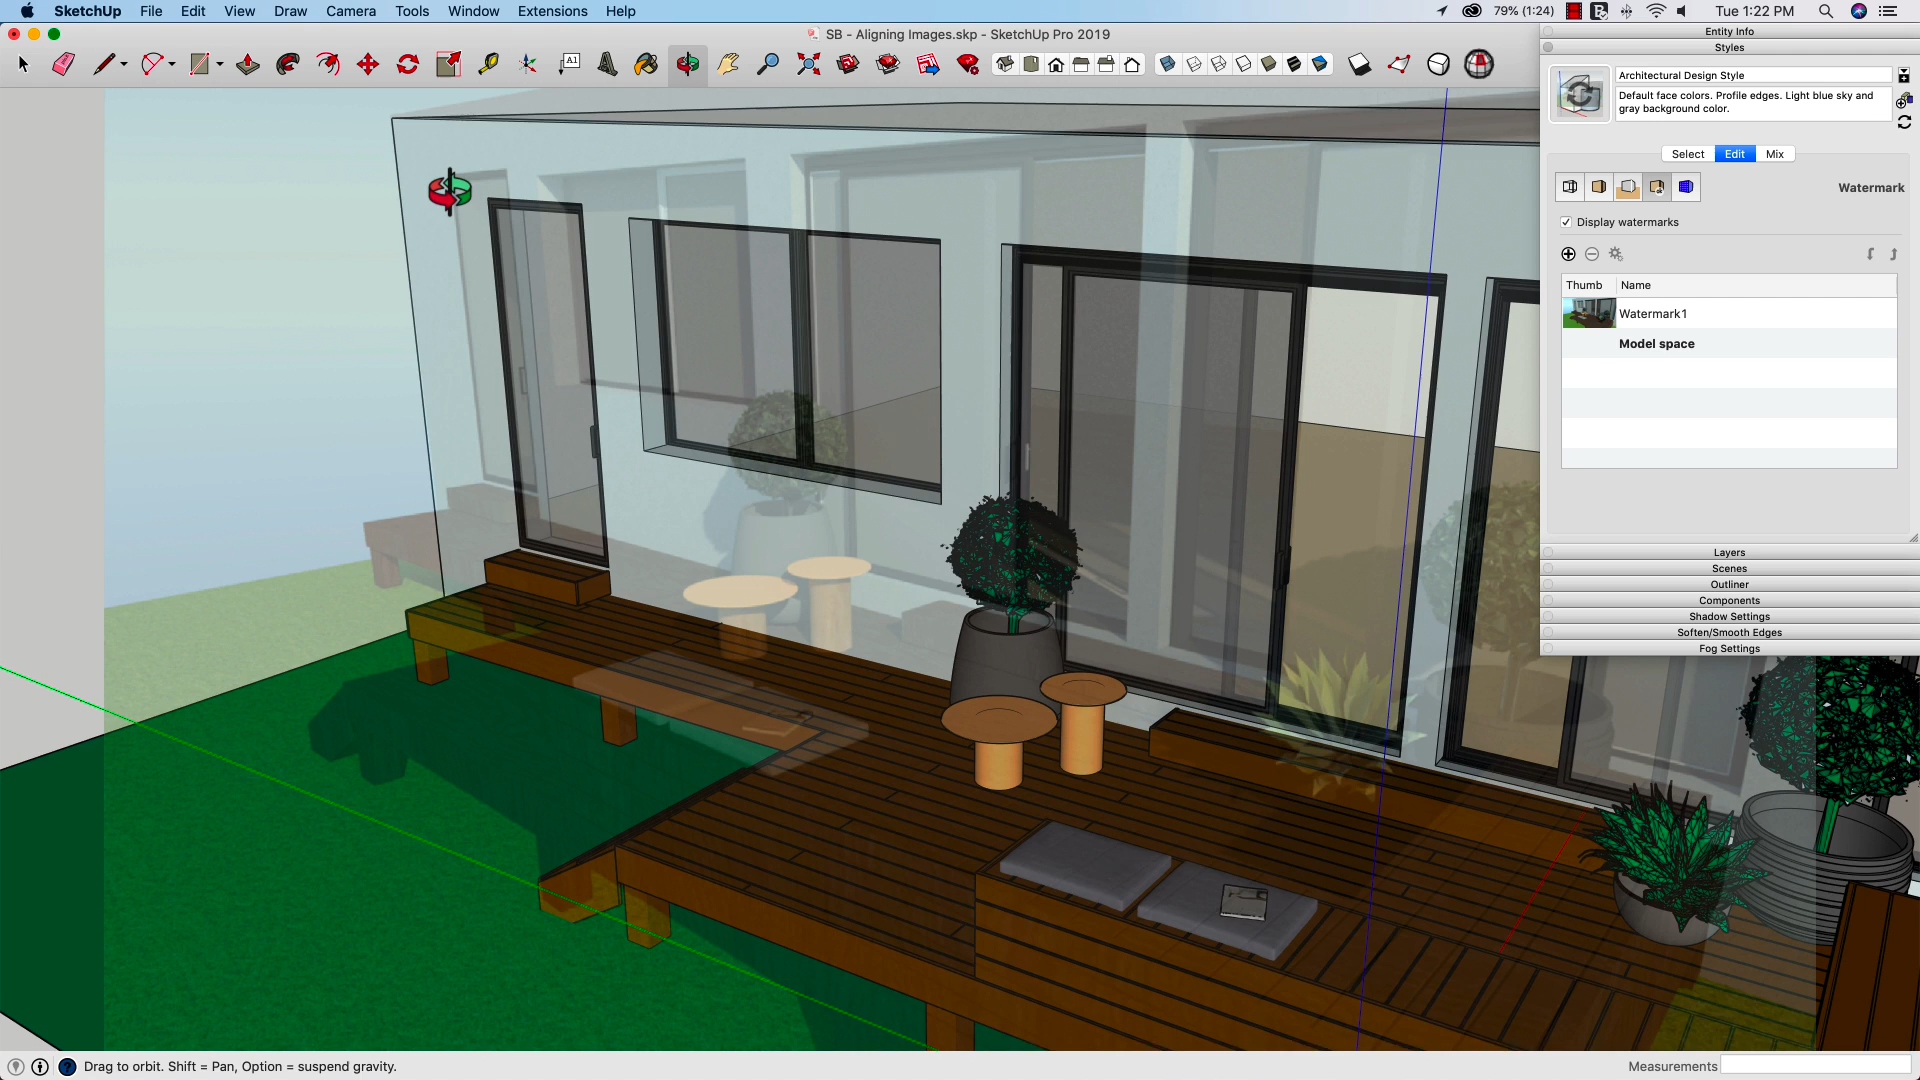 SketchUp File Edit View Draw Camera Tools Window Extensions Help 79% (1:24) Tue 1:22 PM
SB - Aligning Images.skp - SketchUp Pro 2019
A1
Entity Info
Styles
Architectural Design Style
Default face colors. Profile edges. Light blue sky and
gray background color.
Select Edit Mix
Watermark
Display watermarks
Thumb Name
Watermark1
Model space
Layers
Scenes
Outliner
Components
Shadow Settings
Soften/Smooth Edges
Fog Settings
Drag to orbit. Shift = Pan, Option = suspend gravity.
Measurements